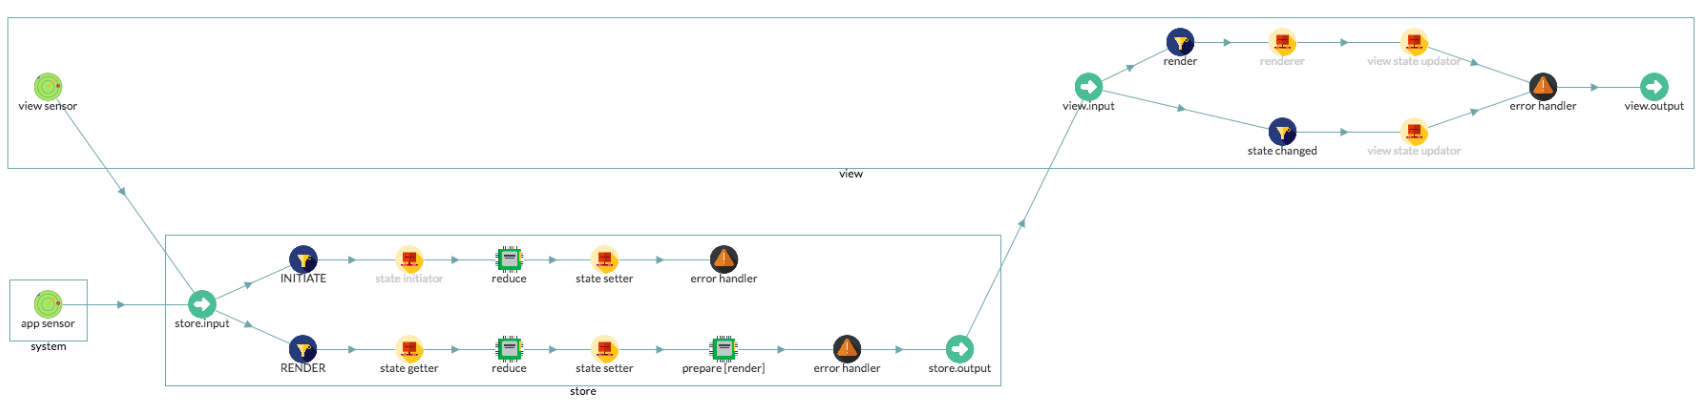 render
renderer
view state updator
view sensor
view.input
error handler
view.output
state changed
view state updator
view
INITIATE
state initiator
reduce
state setter
error handler
app sensor
store.input
system
RENDER
state getter
reduce
state setter
prepare [render]
error handler
store.output
store